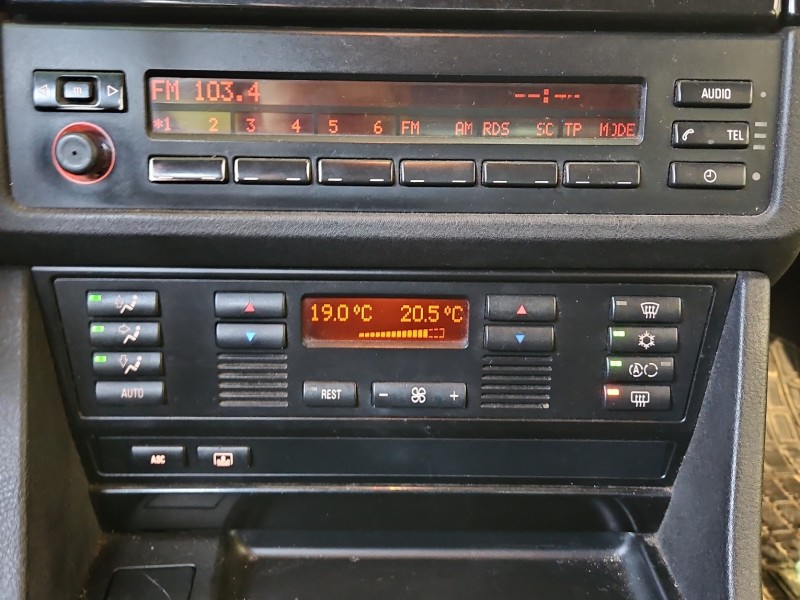 m
FM 103.4 --:--
*1 2 3 4 5 6 FM AM RDS SC TP MODE
AUDIO
TEL
19.0°C 20.5°C
AUTO
REST
- +
A
ASC